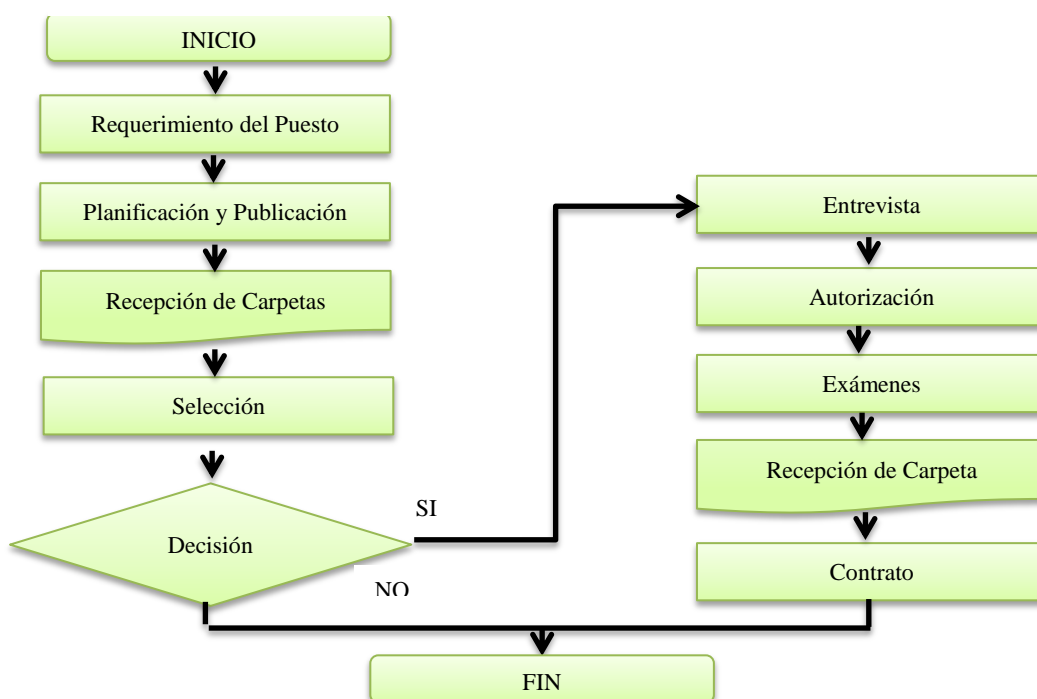 INICIO
Requerimiento del Puesto
Planificación y Publicación
Recepción de Carpetas
Selección
Decisión
SI
NO
Entrevista
Autorización
Exámenes
Recepción de Carpeta
Contrato
FIN